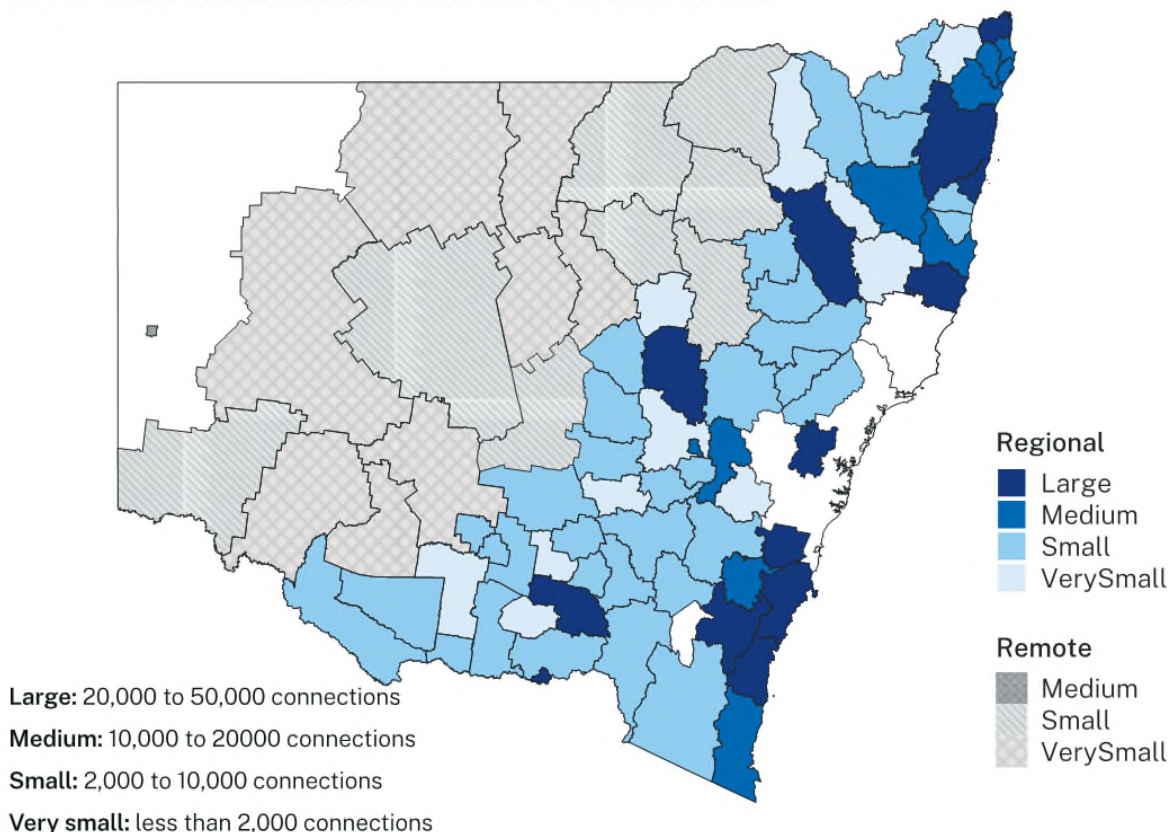 Regional
Large
Medium
Small
VerySmall
Remote
Medium
Small
VerySmall
Large: 20,000 to 50,000 connections
Medium: 10,000 to 20000 connections
Small: 2,000 to 10,000 connections
Very small: less than 2,000 connections